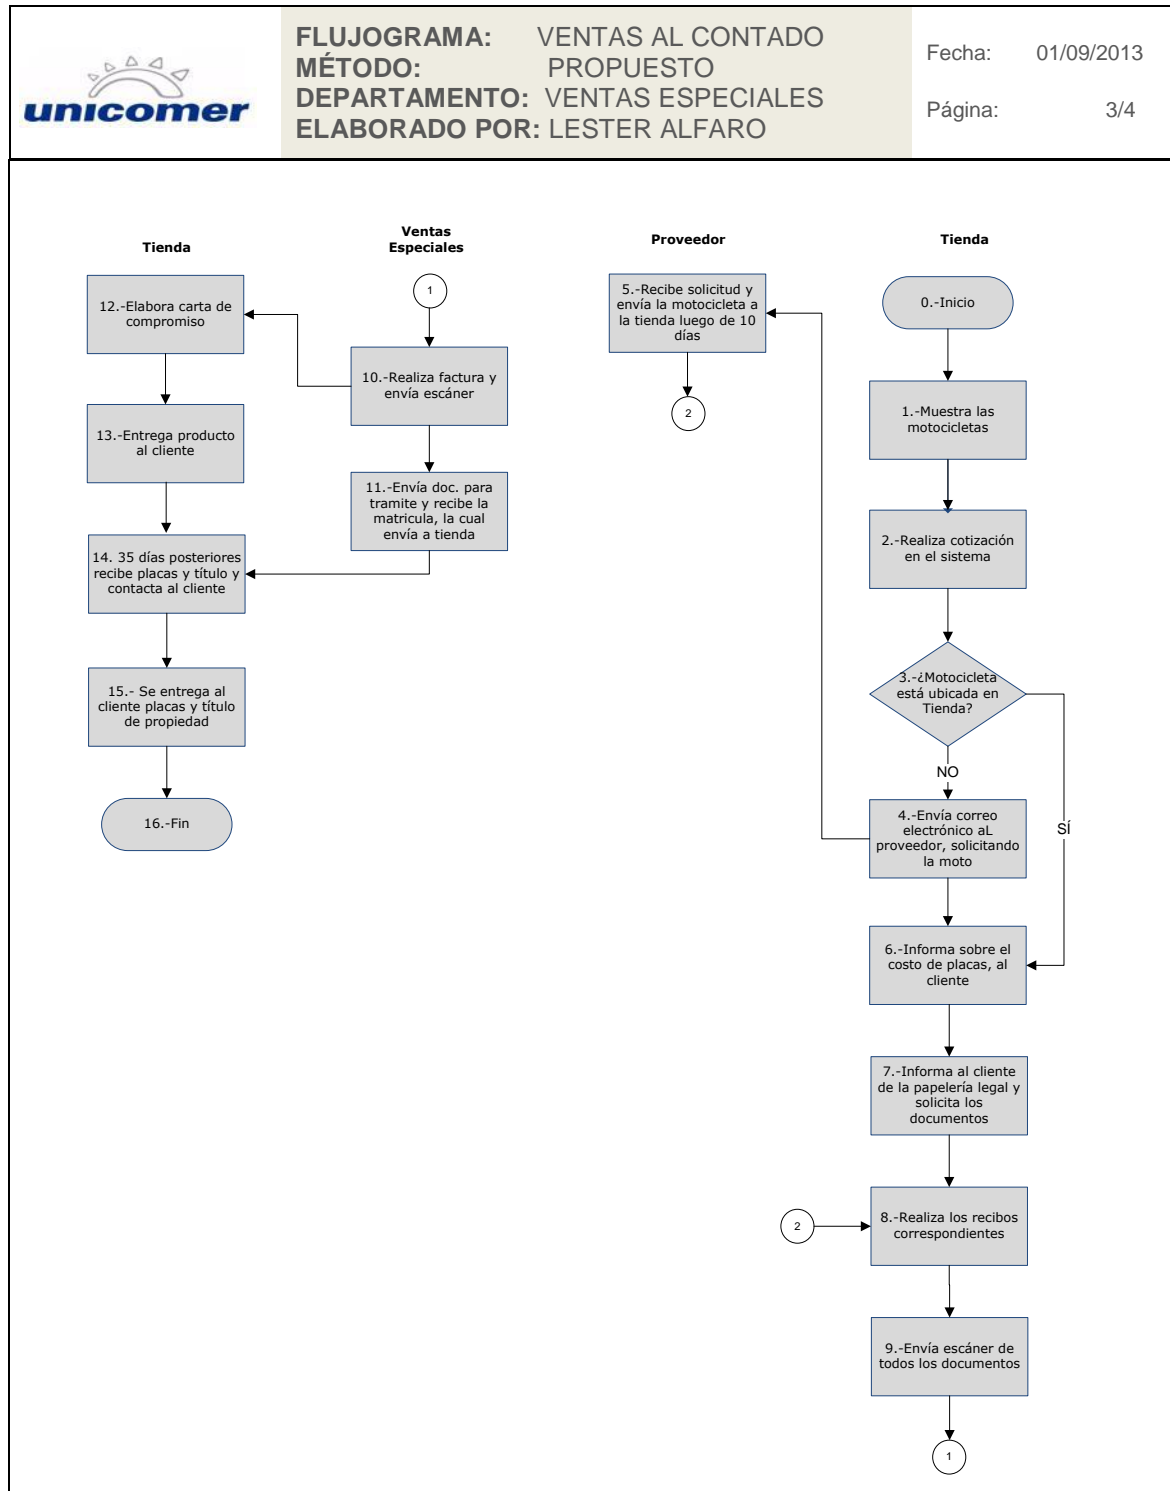 unicomer
FLUJOGRAMA: VENTAS AL CONTADO
MÉTODO: PROPUESTO
DEPARTAMENTO: VENTAS ESPECIALES
ELABORADO POR: LESTER ALFARO
Fecha: 01/09/2013
Página: 3/4
Tienda
12.-Elabora carta de
compromiso
13.-Entrega producto
al cliente
14. 35 días posteriores
recibe placas y título y
contacta al cliente
15.- Se entrega al
cliente placas y título
de propiedad
16.-Fin
Ventas
Especiales
1
10.-Realiza factura y
envía escáner
11.-Envía doc. para
tramite y recibe la
matricula, la cual
envía a tienda
Proveedor
5.-Recibe solicitud y
envía la motocicleta a
la tienda luego de 10
días
2
Tienda
0.-Inicio
1.-Muestra las
motocicletas
2.-Realiza cotización
en el sistema
3.-¿Motocicleta
está ubicada en
Tienda?
NO
SÍ
4.-Envía correo
electrónico aL
proveedor, solicitando
la moto
6.-Informa sobre el
costo de placas, al
cliente
7.-Informa al cliente
de la papelería legal y
solicita los
documentos
2
8.-Realiza los recibos
correspondientes
9.-Envía escáner de
todos los documentos
1